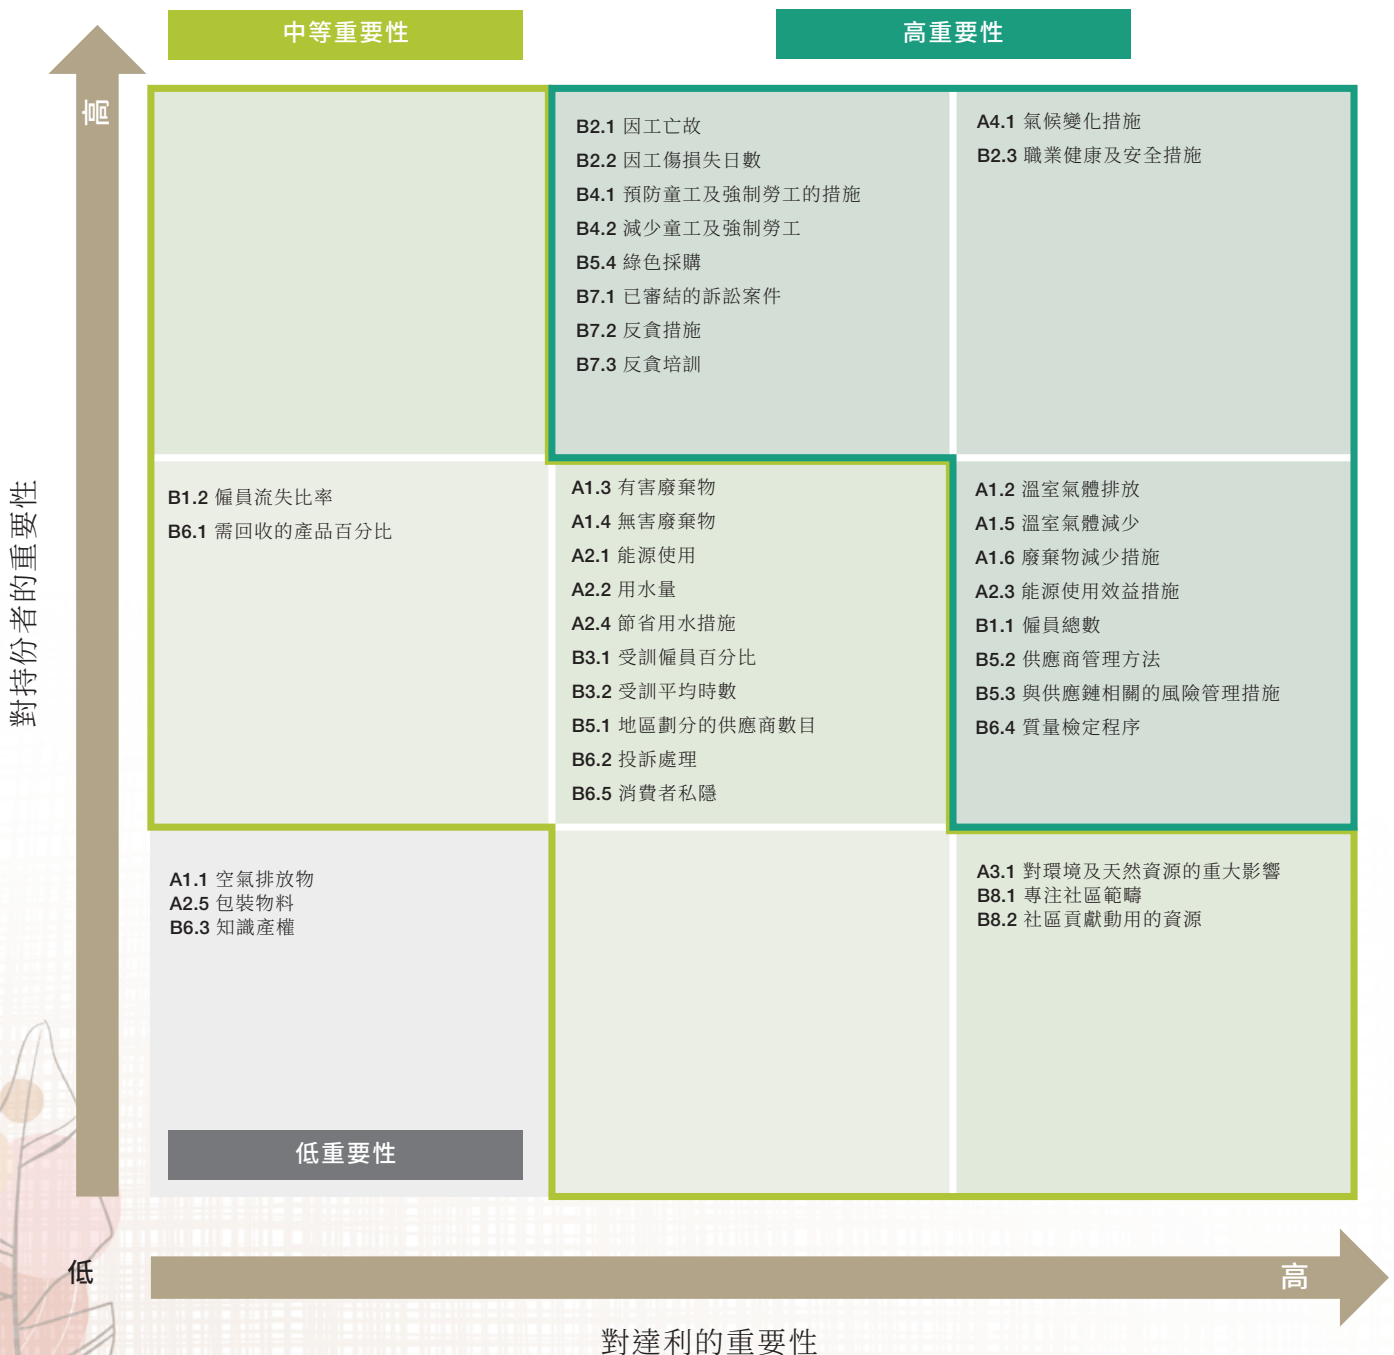 中等重要性
高重要性
高
對持份者的重要性
B2.1 因工亡故
B2.2 因工傷損失日數
B4.1 預防童工及強制勞工的措施
B4.2 減少童工及強制勞工
B5.4 綠色採購
B7.1 已審結的訴訟案件
B7.2 反貪措施
B7.3 反貪培訓
A4.1 氣候變化措施
B2.3 職業健康及安全措施
B1.2 僱員流失比率
B6.1 需回收的產品百分比
A1.3 有害廢棄物
A1.4 無害廢棄物
A2.1 能源使用
A2.2 用水量
A2.4 節省用水措施
B3.1 受訓僱員百分比
B3.2 受訓平均時數
B5.1 地區劃分的供應商數目
B6.2 投訴處理
B6.5 消費者私隱
A1.2 溫室氣體排放
A1.5 溫室氣體減少
A1.6 廢棄物減少措施
A2.3 能源使用效益措施
B1.1 僱員總數
B5.2 供應商管理方法
B5.3 與供應鏈相關的風險管理措施
B6.4 質量檢定程序
A1.1 空氣排放物
A2.5 包裝物料
B6.3 知識產權
A3.1 對環境及天然資源的重大影響
B8.1 專注社區範疇
B8.2 社區貢獻動用的資源
低重要性
低
高
對達利的重要性